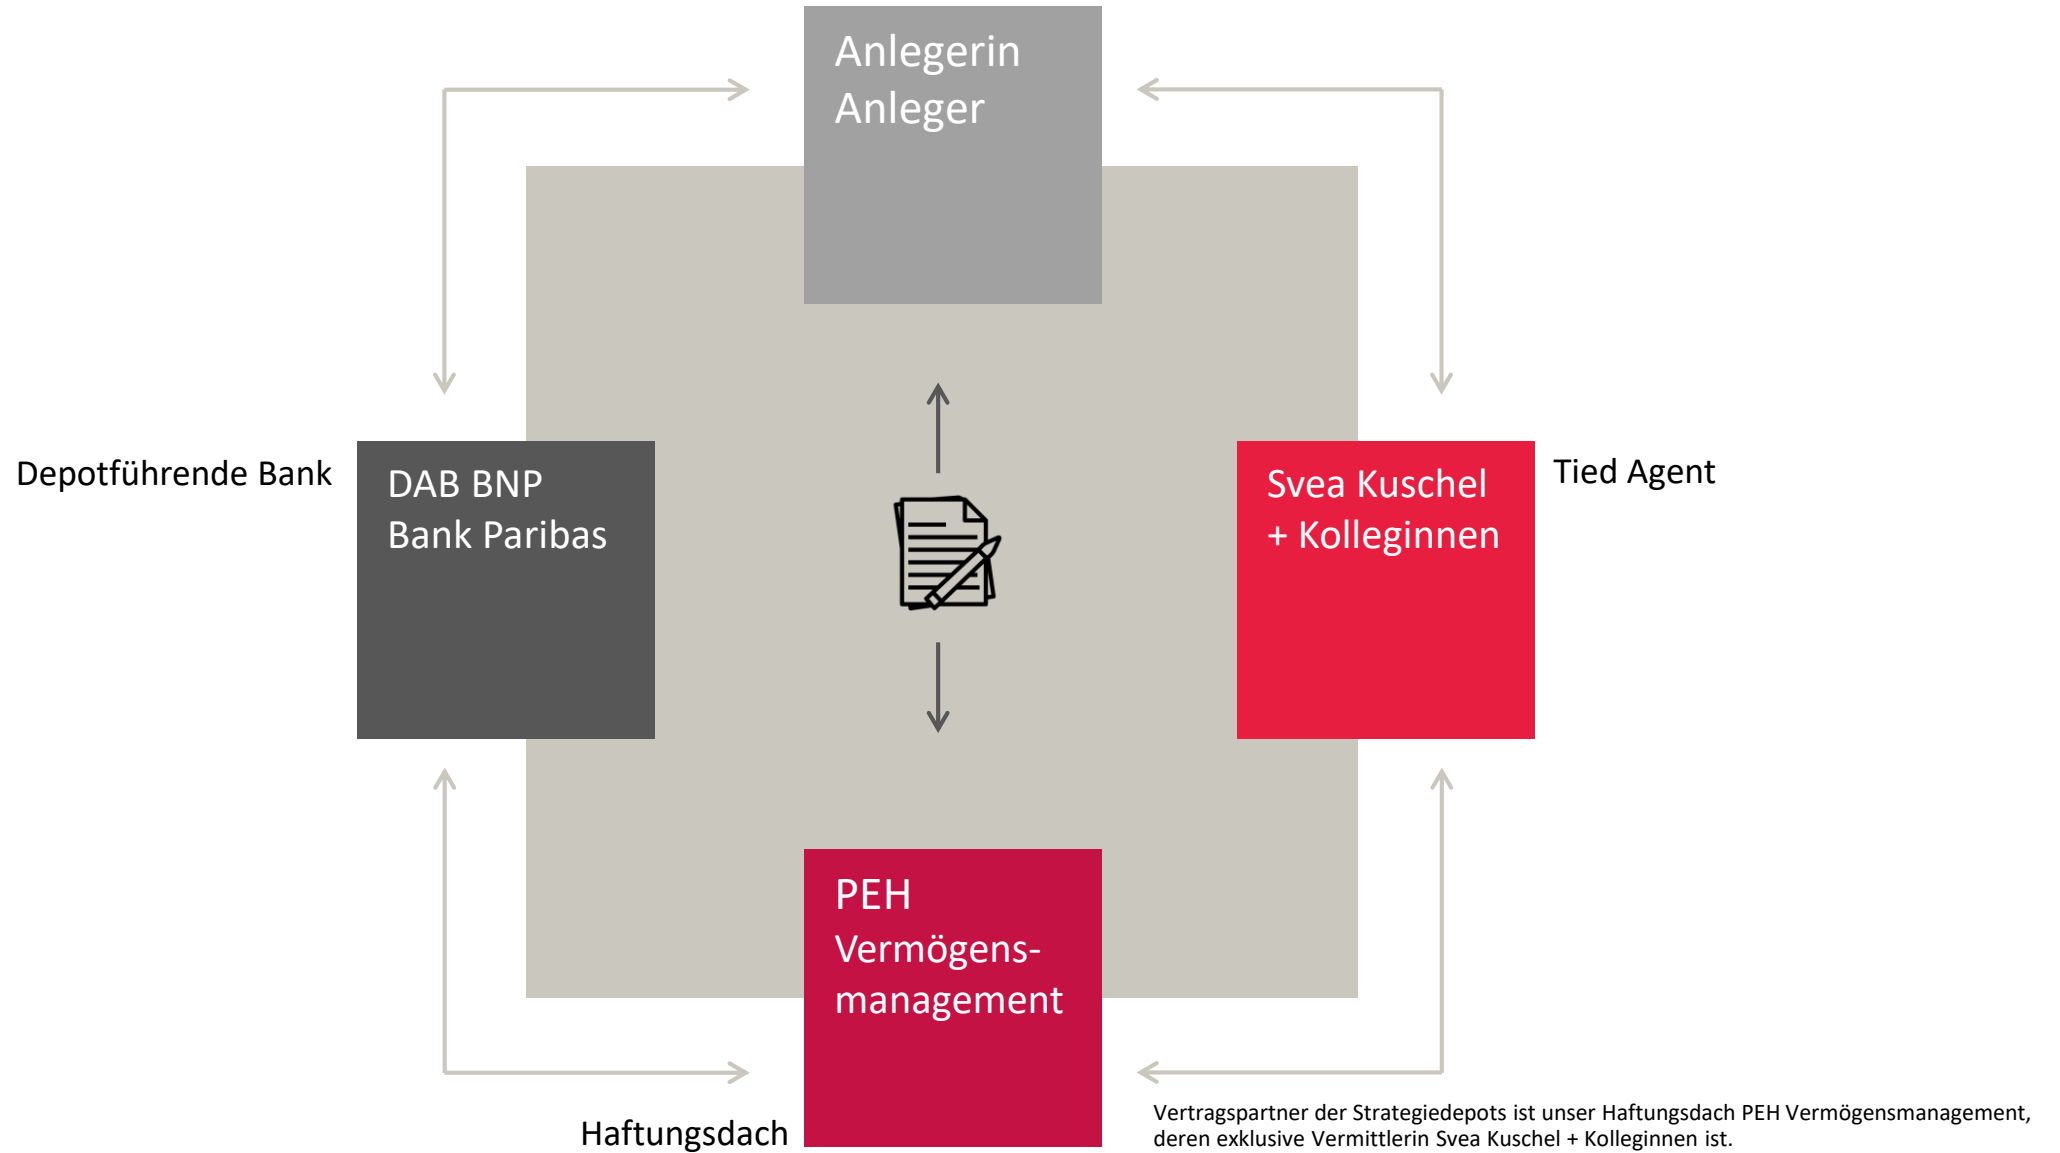 Anlegerin
Anleger
Depotführende Bank
DAB BNP
Bank Paribas
Svea Kuschel
+ Kolleginnen
Tied Agent
PEH
Vermögens-
management
Haftungsdach
Vertragspartner der Strategiedepots ist unser Haftungsdach PEH Vermögensmanagement,
deren exklusive Vermittlerin Svea Kuschel + Kolleginnen ist.